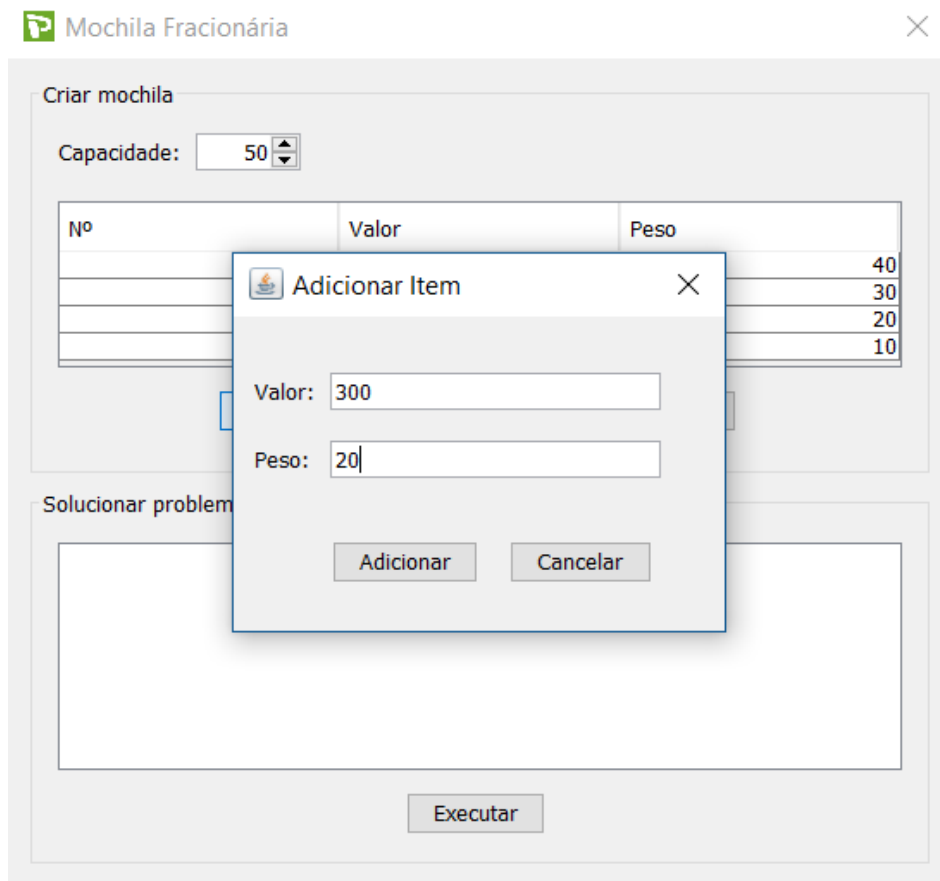 Mochila Fracionária
Criar mochila
Capacidade: 50
Nº Valor Peso
40
30
20
10
Adicionar Item
Valor: 300
Peso: 20
Adicionar Cancelar
Solucionar problem
Executar